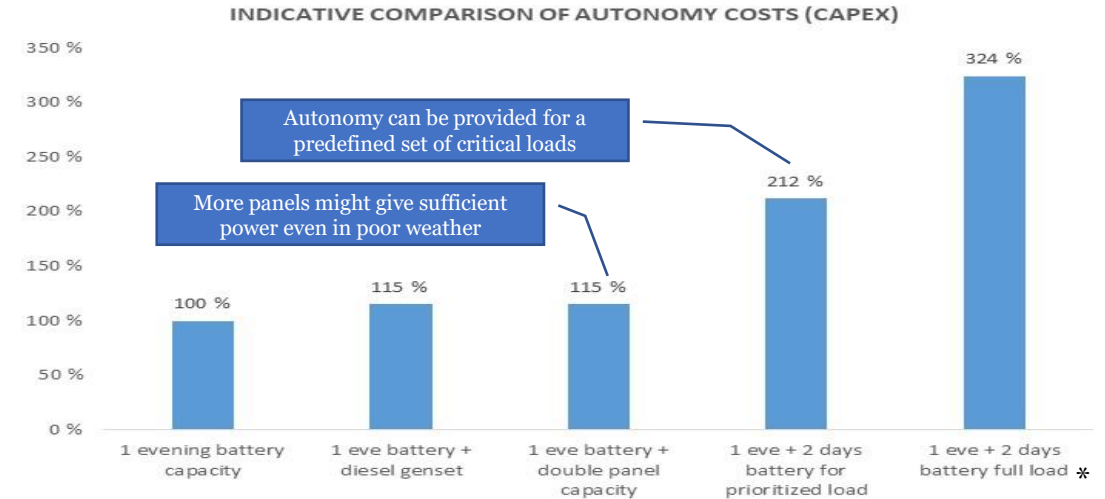 INDICATIVE COMPARISON OF AUTONOMY COSTS (CAPEX)
350 %
300 %
250 %
200 %
150 %
100 %
50 %
0 %
Autonomy can be provided for a
predefined set of critical loads
More panels might give sufficient
power even in poor weather
100 %
115 %
115 %
212 %
324 %
1 evening battery
capacity
1 eve battery +
diesel genset
1 eve battery +
double panel
capacity
1 eve + 2 days
battery for
prioritized load
1 eve + 2 days
battery full load *